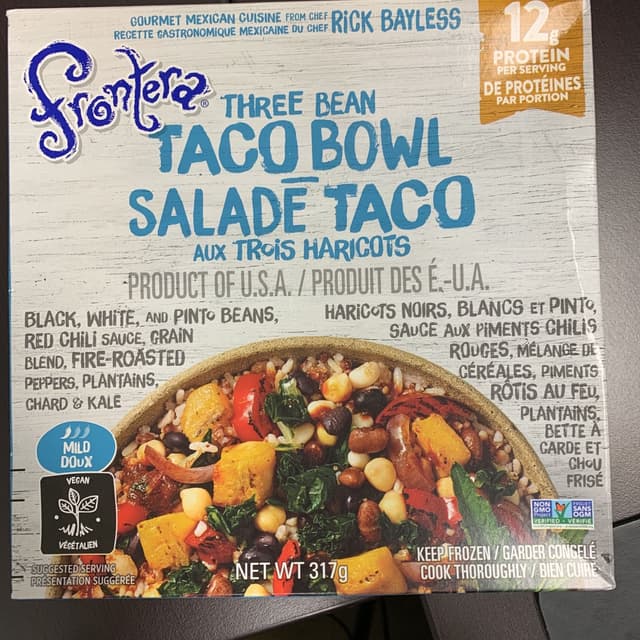 GOURMET MEXICAN CUISINE FROM CHEF RICK BAYLESS
RECETTE GASTRONOMIQUE MEXICAINE DU CHEF
12g
PROTEIN
PER SERVING
DE PROTÉINES
PAR PORTION
Frontera®
THREE BEAN
TACO BOWL
SALADE TACO
AUX TROIS HARICOTS
PRODUCT OF U.S.A. / PRODUIT DES É.-U.A.
BLACK, WHITE, AND PINTO BEANS,
RED CHILI SAUCE, GRAIN
BLEND, FIRE-ROASTED
PEPPERS, PLANTAINS,
CHARD & KALE
HARICOTS NOIRS, BLANCS ET PINTO,
SAUCE AUX PIMENTS CHILIS
ROUGES, MÉLANGE DE
CÉRÉALES, PIMENTS
RÔTIS AU FEU,
PLANTAINS,
BETTE À
CARDE ET
CHOU
FRISÉ
MILD
DOUX
VEGAN
VÉGÉTALIEN
SUGGESTED SERVING
PRÉSENTATION SUGGÉRÉE
NET WT 317g
NON
GMO
Project
VERIFIED
PROJET
SANS
OGM
VÉRIFIÉ
KEEP FROZEN / GARDER CONGELÉ
COOK THOROUGHLY / BIEN CUIRE